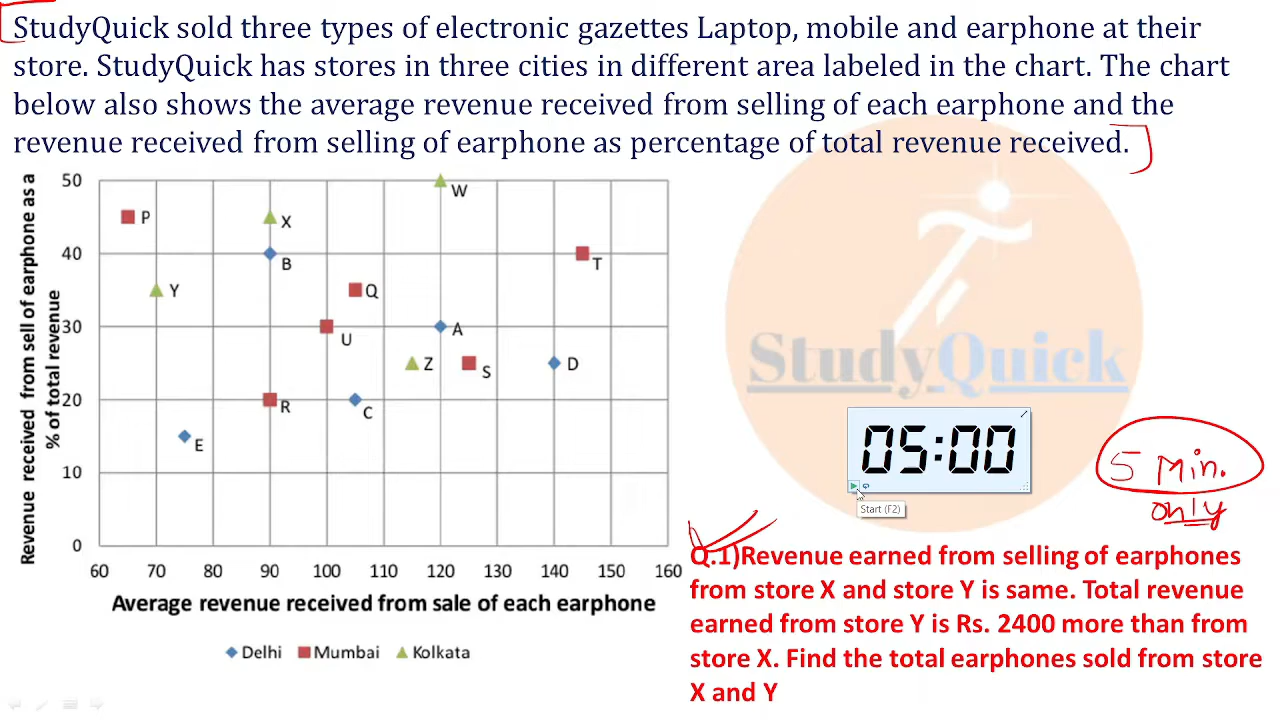 StudyQuick sold three types of electronic gazettes Laptop, mobile and earphone at their
store. StudyQuick has stores in three cities in different area labeled in the chart. The chart
below also shows the average revenue received from selling of each earphone and the
revenue received from selling of earphone as percentage of total revenue received.
Revenue received from sell of earphone as a
% of total revenue
50
40
30
20
10
0
P
X
W
B
T
Y
Q
U
A
Z
S
D
R
C
E
60 70 80 90 100 110 120 130 140 150 160
Average revenue received from sale of each earphone
Delhi Mumbai Kolkata
StudyQuick
05:00
Start (F2)
5 Min.
only
Q.1)Revenue earned from selling of earphones
from store X and store Y is same. Total revenue
earned from store Y is Rs. 2400 more than from
store X. Find the total earphones sold from store
X and Y